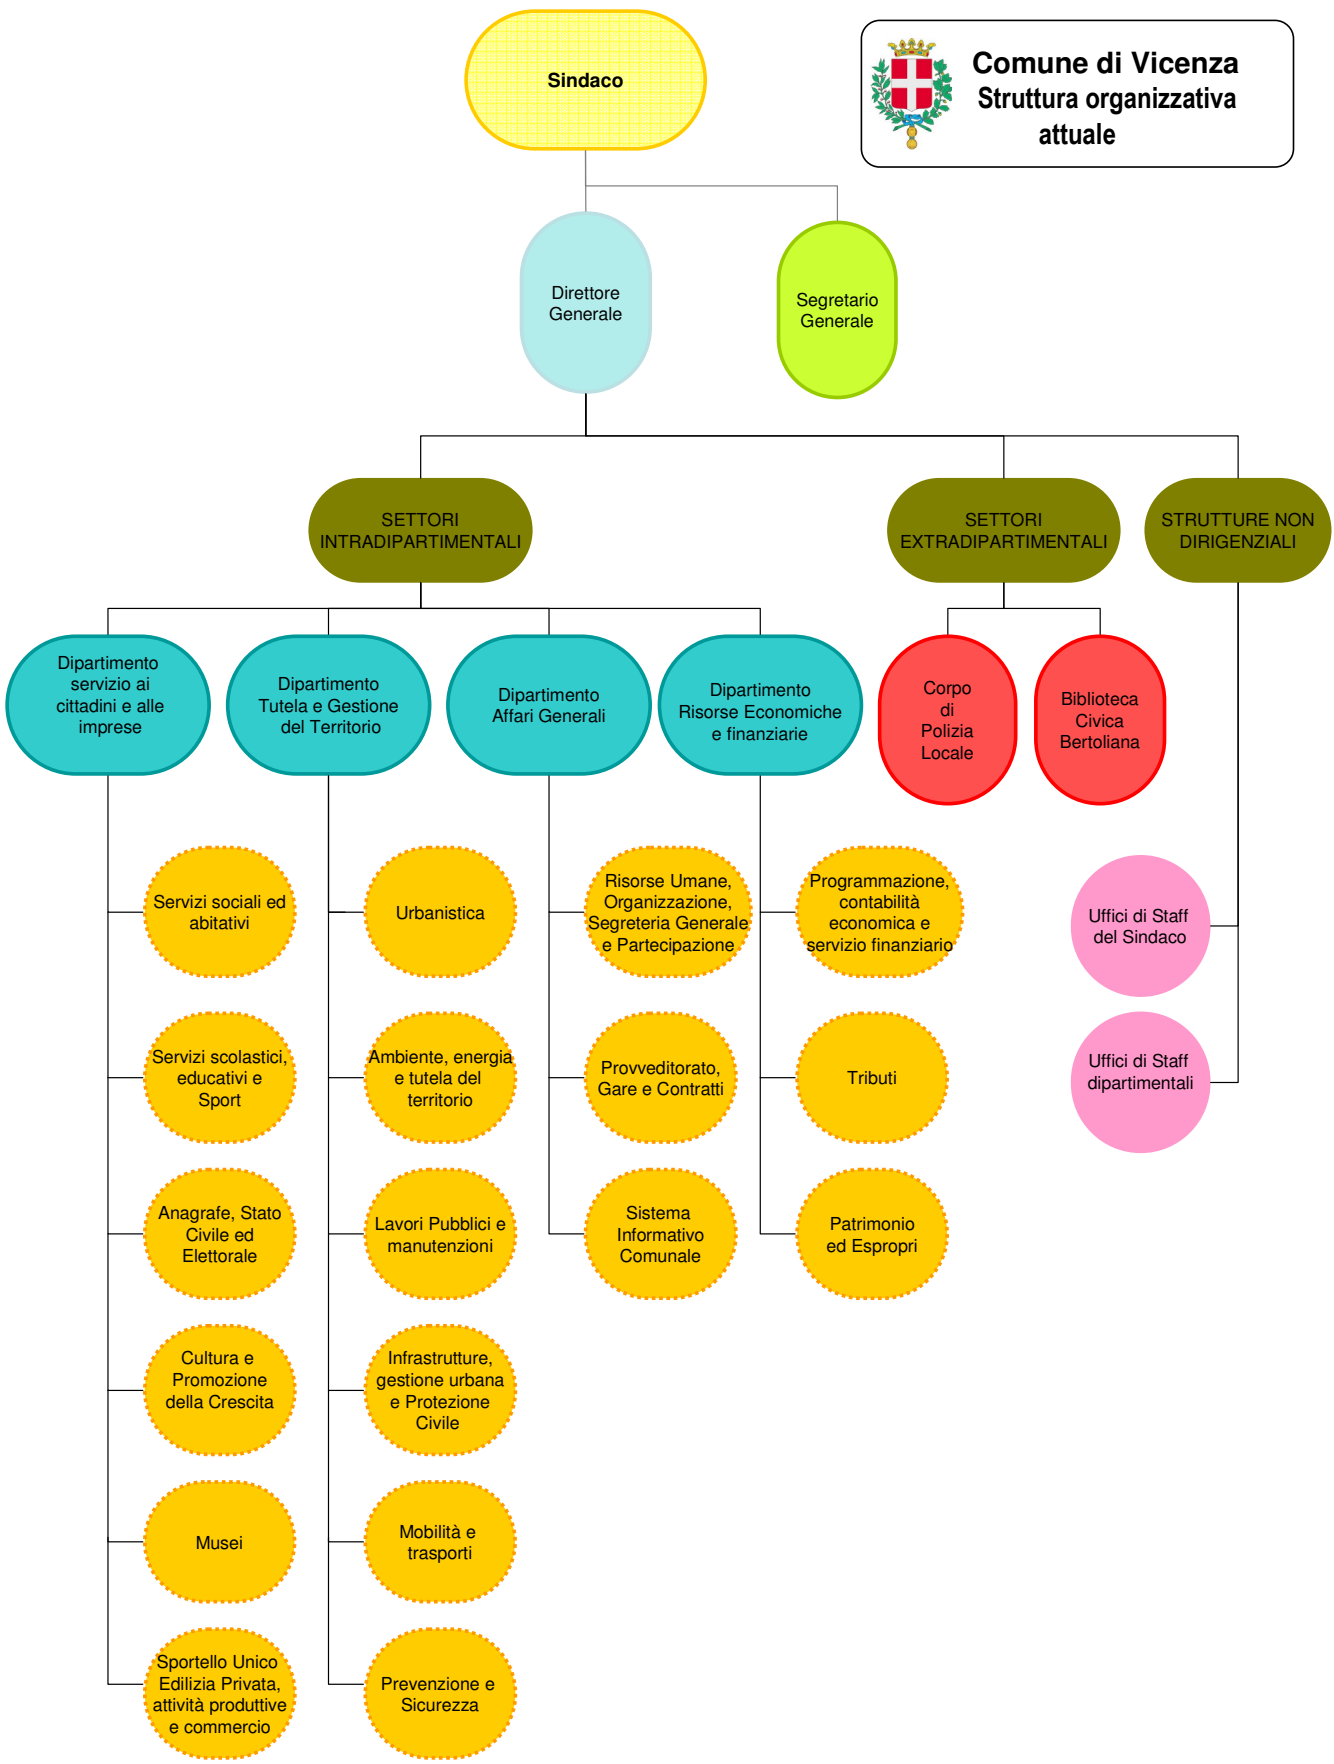 Sindaco
Comune di Vicenza
Struttura organizzativa
attuale
Direttore
Generale
Segretario
Generale
SETTORI
INTRADIPARTIMENTALI
SETTORI
EXTRADIPARTIMENTALI
STRUTTURE NON
DIRIGENZIALI
Dipartimento
servizio ai
cittadini e alle
imprese
Dipartimento
Tutela e Gestione
del Territorio
Dipartimento
Affari Generali
Dipartimento
Risorse Economiche
e finanziarie
Corpo
di
Polizia
Locale
Biblioteca
Civica
Bertoliana
Servizi sociali ed
abitativi
Urbanistica
Risorse Umane,
Organizzazione,
Segreteria Generale
e Partecipazione
Programmazione,
contabilità
economica e
servizio finanziario
Uffici di Staff
del Sindaco
Servizi scolastici,
educativi e
Sport
Ambiente, energia
e tutela del
territorio
Provveditorato,
Gare e Contratti
Tributi
Uffici di Staff
dipartimentali
Anagrafe, Stato
Civile ed
Elettorale
Lavori Pubblici e
manutenzioni
Sistema
Informativo
Comunale
Patrimonio
ed Espropri
Cultura e
Promozione
della Crescita
Infrastrutture,
gestione urbana
e Protezione
Civile
Musei
Mobilità e
trasporti
Sportello Unico
Edilizia Privata,
attività produttive
e commercio
Prevenzione e
Sicurezza